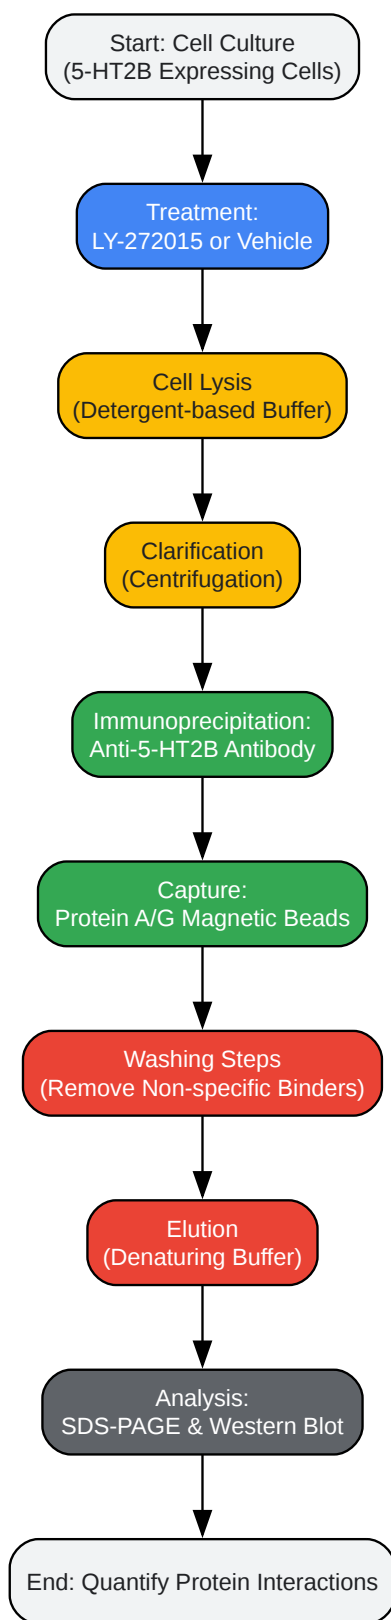 Start: Cell Culture
(5-HT2B Expressing Cells)
Treatment:
LY-272015 or Vehicle
Cell Lysis
(Detergent-based Buffer)
Clarification
(Centrifugation)
Immunoprecipitation:
Anti-5-HT2B Antibody
Capture:
Protein A/G Magnetic Beads
Washing Steps
(Remove Non-specific Binders)
Elution
(Denaturing Buffer)
Analysis:
SDS-PAGE & Western Blot
End: Quantify Protein Interactions